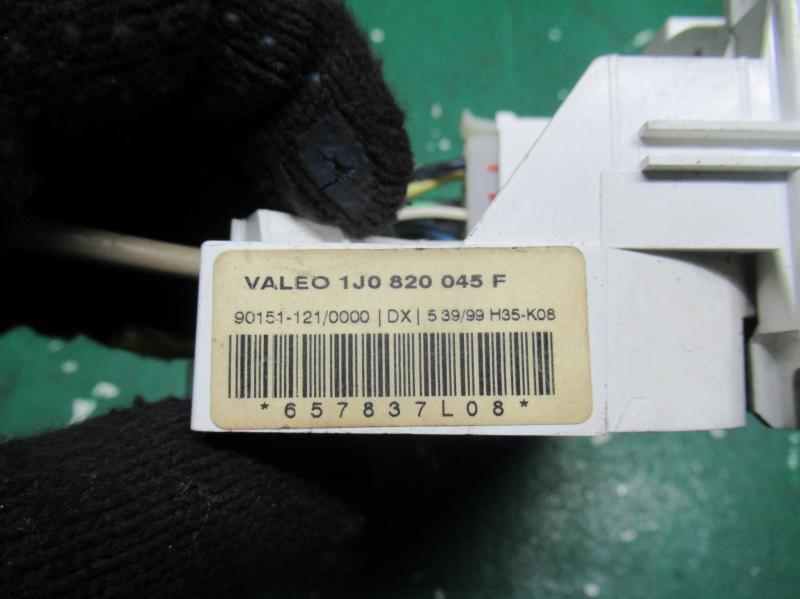 VALEO 1J0 820 045 F
90151-121/0000 | DX | 5 39/99 H35-K08
*657837L08*